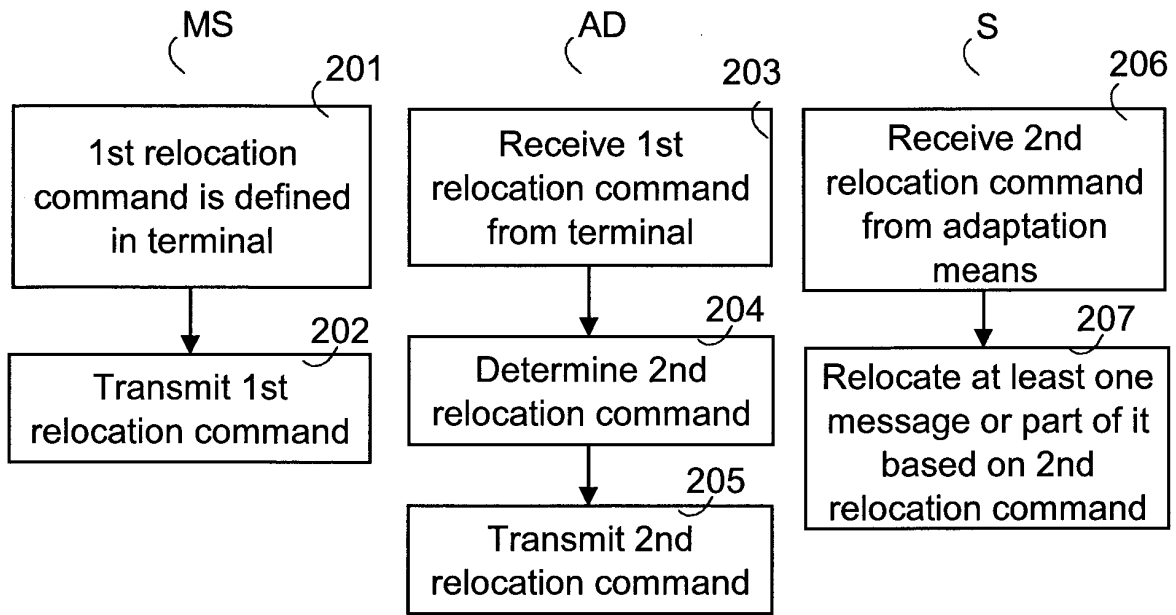 MS
201
1st relocation
command is defined
in terminal
202
Transmit 1st
relocation command
AD
203
Receive 1st
relocation command
from terminal
204
Determine 2nd
relocation command
205
Transmit 2nd
relocation command
S
206
Receive 2nd
relocation command
from adaptation
means
207
Relocate at least one
message or part of it
based on 2nd
relocation command